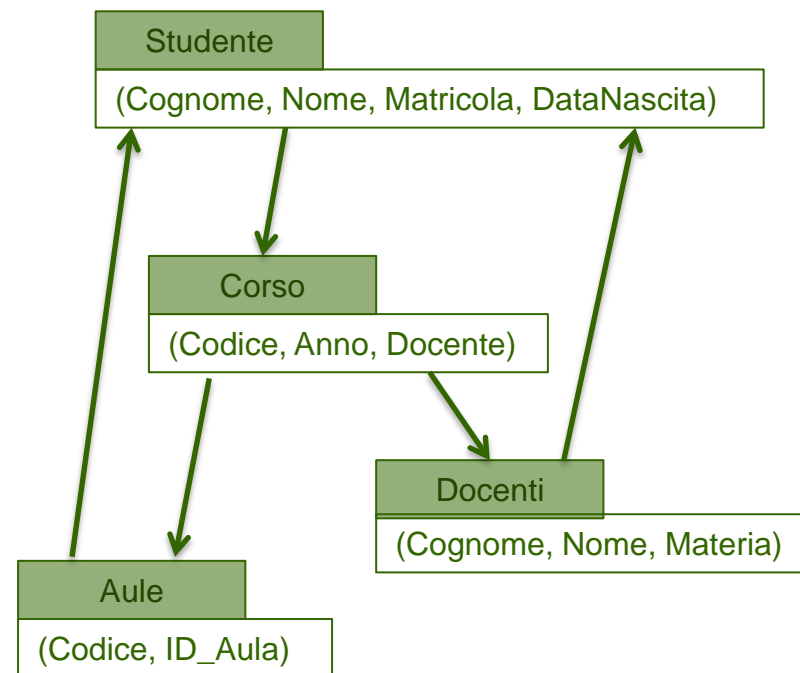 Studente
(Cognome, Nome, Matricola, DataNascita)
Corso
(Codice, Anno, Docente)
Docenti
(Cognome, Nome, Materia)
Aule
(Codice, ID_Aula)